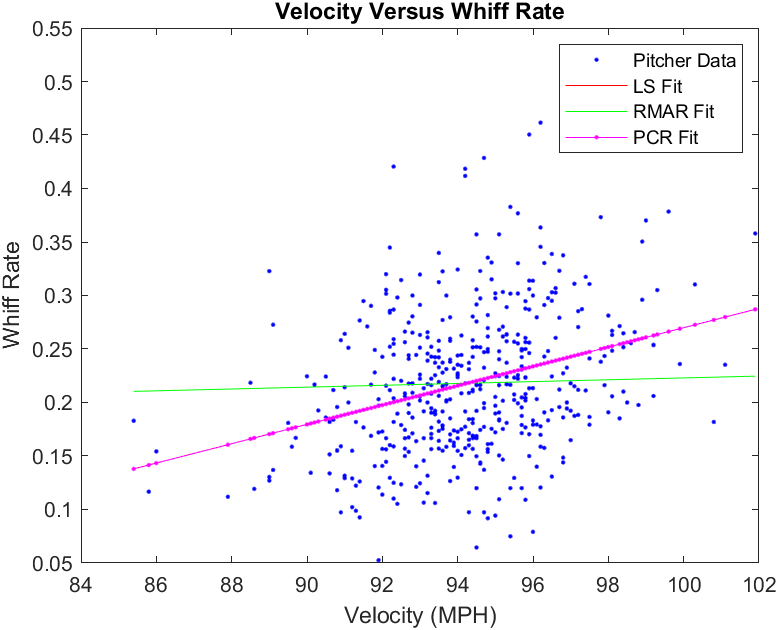 Velocity Versus Whiff Rate
0.55
0.5
0.45
0.4
0.35
0.3
0.25
0.2
0.15
0.1
0.05
Whiff Rate
Pitcher Data
LS Fit
RMAR Fit
PCR Fit
84 86 88 90 92 94 96 98 100 102
Velocity (MPH)